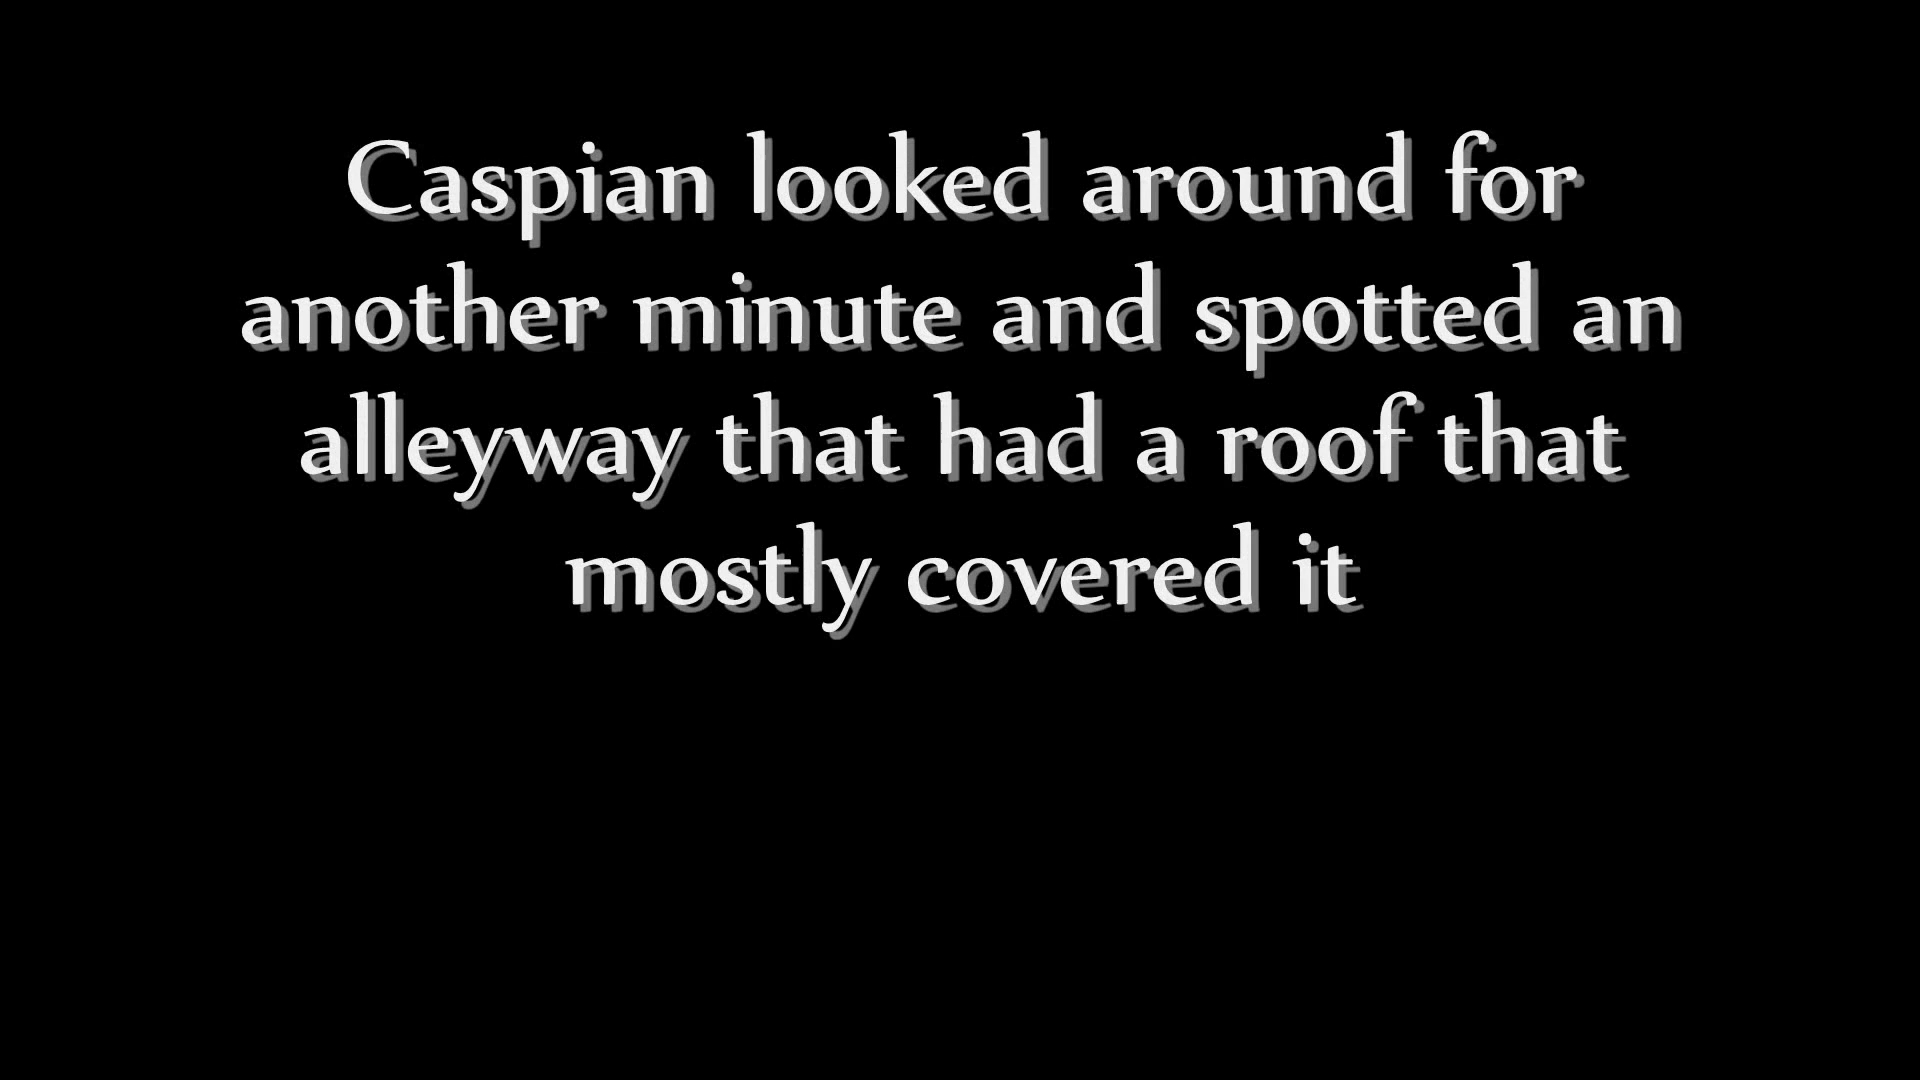 Caspian looked around for
another minute and spotted an
alleyway that had a roof that
mostly covered it